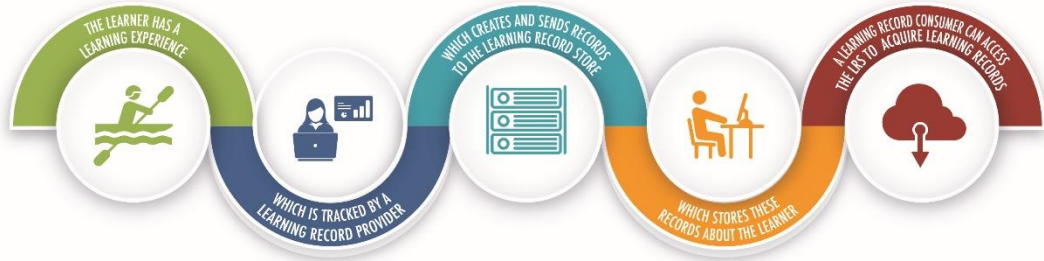 THE LEARNER HAS A
LEARNING EXPERIENCE
WHICH IS TRACKED BY A
LEARNING RECORD PROVIDER
WHICH CREATES AND SENDS RECORDS
TO THE LEARNING RECORD STORE
WHICH STORES THESE
RECORDS ABOUT THE LEARNER
A LEARNING RECORD CONSUMER CAN ACCESS
THE LRS TO ACQUIRE LEARNING RECORDS